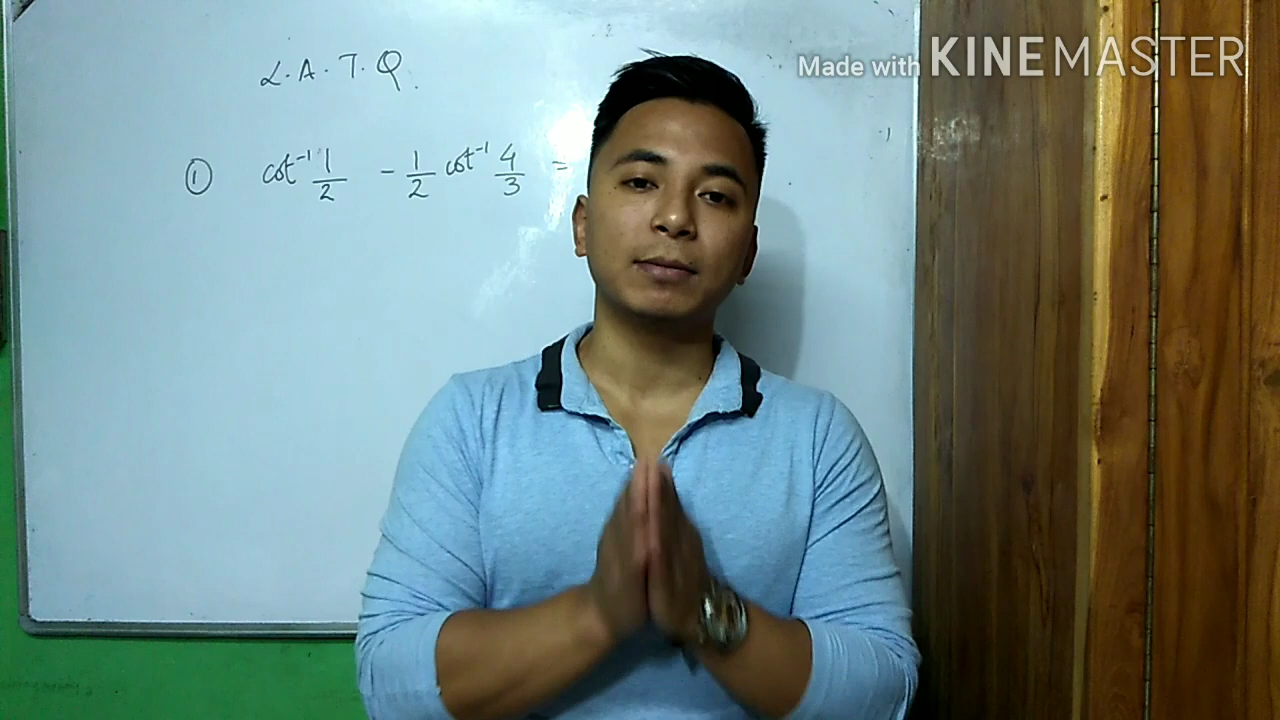 L.A.T.Q.
① cot⁻¹ 1/2 - 1/2 cot⁻¹ 4/3 =
Made with KINEMASTER